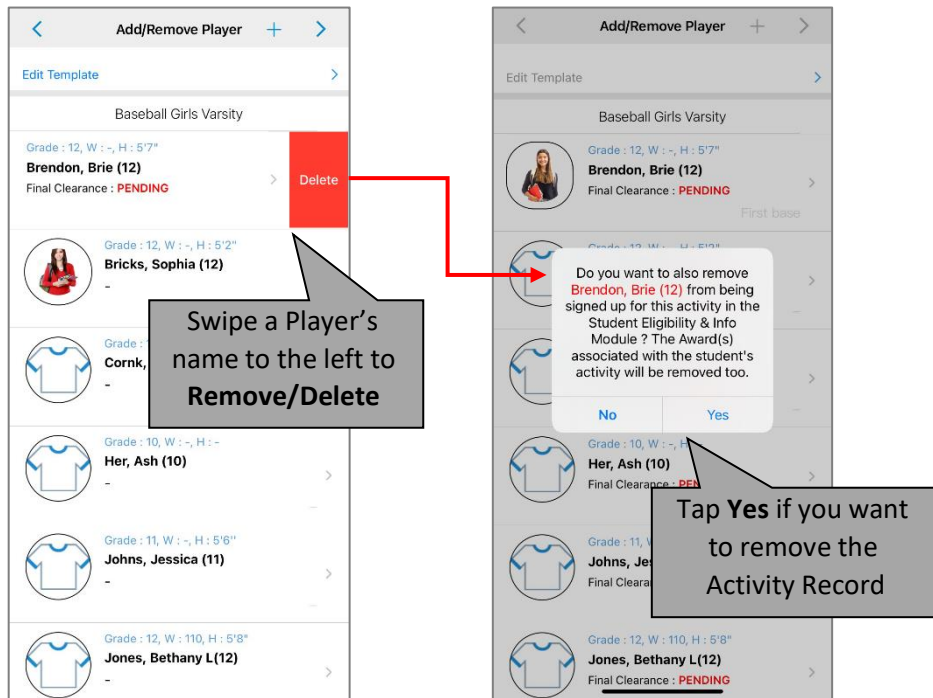 Add/Remove Player +
Edit Template
Baseball Girls Varsity
Grade : 12, W : -, H : 5'7"
Brendon, Brie (12)
Final Clearance : PENDING
Delete
Grade : 12, W : -, H : 5'2"
Bricks, Sophia (12)
-
Swipe a Player's
name to the left to
Remove/Delete
Grade :
Cornk,
Grade : 10, W : -, H : -
Her, Ash (10)
-
Grade : 11, W : -, H : 5'6"
Johns, Jessica (11)
-
Grade : 12, W : 110, H : 5'8"
Jones, Bethany L(12)
-
Add/Remove Player +
Edit Template
Baseball Girls Varsity
Grade : 12, W : -, H : 5'7"
Brendon, Brie (12)
Final Clearance : PENDING
First base
Grade : 12, W : -, H : 5'2"
Do you want to also remove
Brendon, Brie (12) from being
signed up for this activity in the
Student Eligibility & Info
Module ? The Award(s)
associated with the student's
activity will be removed too.
No Yes
Grade : 10, W : -, H
Her, Ash (10)
Final Clearance : PEN
Tap Yes if you want
to remove the
Activity Record
Grade : 11,
Johns, Jes
Final Cleara
Grade : 12, W : 110, H : 5'8"
Jones, Bethany L(12)
Final Clearance : PENDING